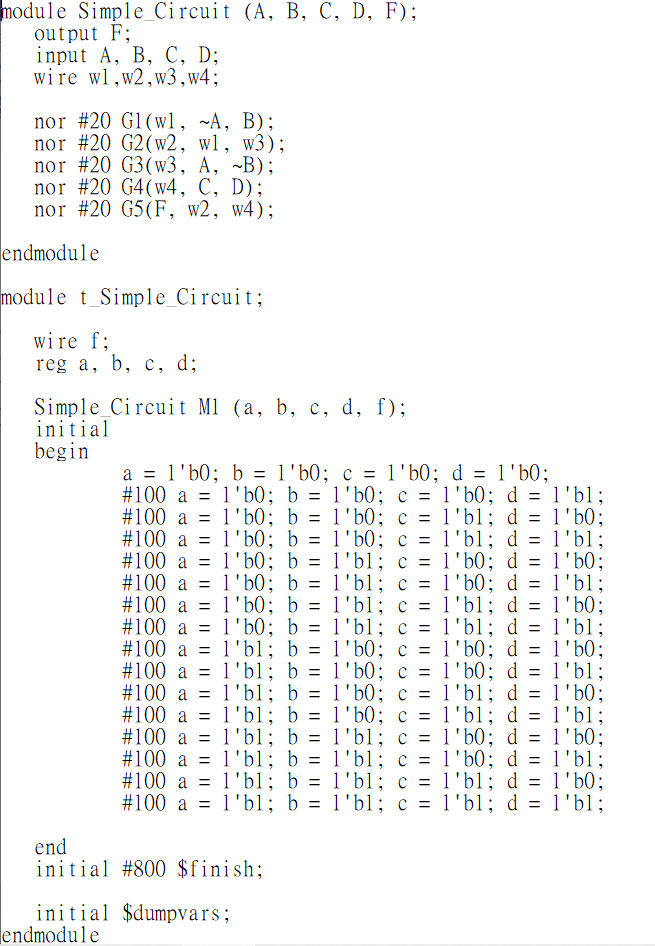 module Simple_Circuit (A, B, C, D, F);
output F;
input A, B, C, D;
wire w1,w2,w3,w4;
nor #20 G1(w1, ~A, B);
nor #20 G2(w2, w1, w3);
nor #20 G3(w3, A, ~B);
nor #20 G4(w4, C, D);
nor #20 G5(F, w2, w4);
endmodule
module t_Simple_Circuit;
wire f;
reg a, b, c, d;
Simple_Circuit M1 (a, b, c, d, f);
initial
begin
a = 1'b0; b = 1'b0; c = 1'b0; d = 1'b0;
#100 a = 1'b0; b = 1'b0; c = 1'b0; d = 1'b1;
#100 a = 1'b0; b = 1'b0; c = 1'b1; d = 1'b0;
#100 a = 1'b0; b = 1'b0; c = 1'b1; d = 1'b1;
#100 a = 1'b0; b = 1'b1; c = 1'b0; d = 1'b0;
#100 a = 1'b0; b = 1'b1; c = 1'b0; d = 1'b1;
#100 a = 1'b0; b = 1'b1; c = 1'b1; d = 1'b0;
#100 a = 1'b0; b = 1'b1; c = 1'b1; d = 1'b1;
#100 a = 1'b1; b = 1'b0; c = 1'b0; d = 1'b0;
#100 a = 1'b1; b = 1'b0; c = 1'b0; d = 1'b1;
#100 a = 1'b1; b = 1'b0; c = 1'b1; d = 1'b0;
#100 a = 1'b1; b = 1'b0; c = 1'b1; d = 1'b1;
#100 a = 1'b1; b = 1'b1; c = 1'b0; d = 1'b0;
#100 a = 1'b1; b = 1'b1; c = 1'b0; d = 1'b1;
#100 a = 1'b1; b = 1'b1; c = 1'b1; d = 1'b0;
#100 a = 1'b1; b = 1'b1; c = 1'b1; d = 1'b1;
end
initial #800 $finish;
initial $dumpvars;
endmodule